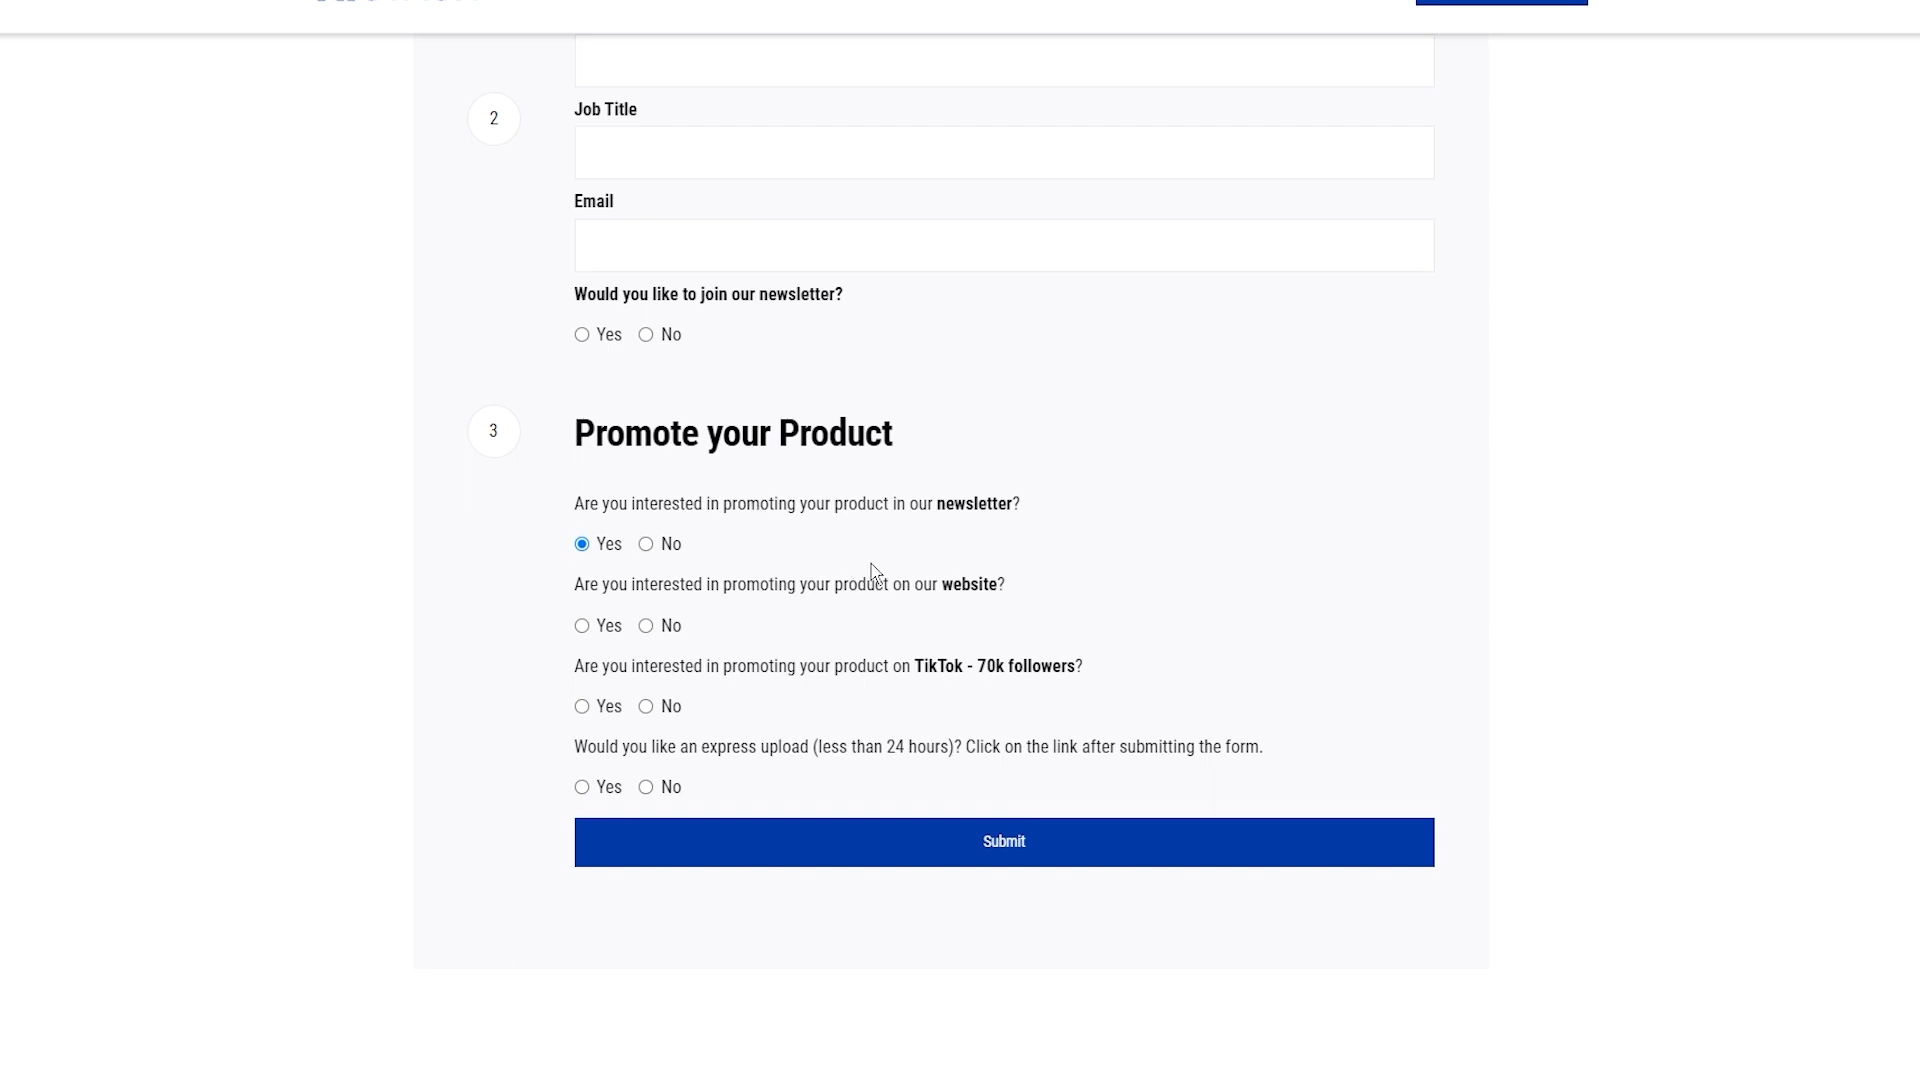 2
Job Title
Email
Would you like to join our newsletter?
Yes No
3
Promote your Product
Are you interested in promoting your product in our newsletter?
Yes No
Are you interested in promoting your product on our website?
Yes No
Are you interested in promoting your product on TikTok - 70k followers?
Yes No
Would you like an express upload (less than 24 hours)? Click on the link after submitting the form.
Yes No
Submit